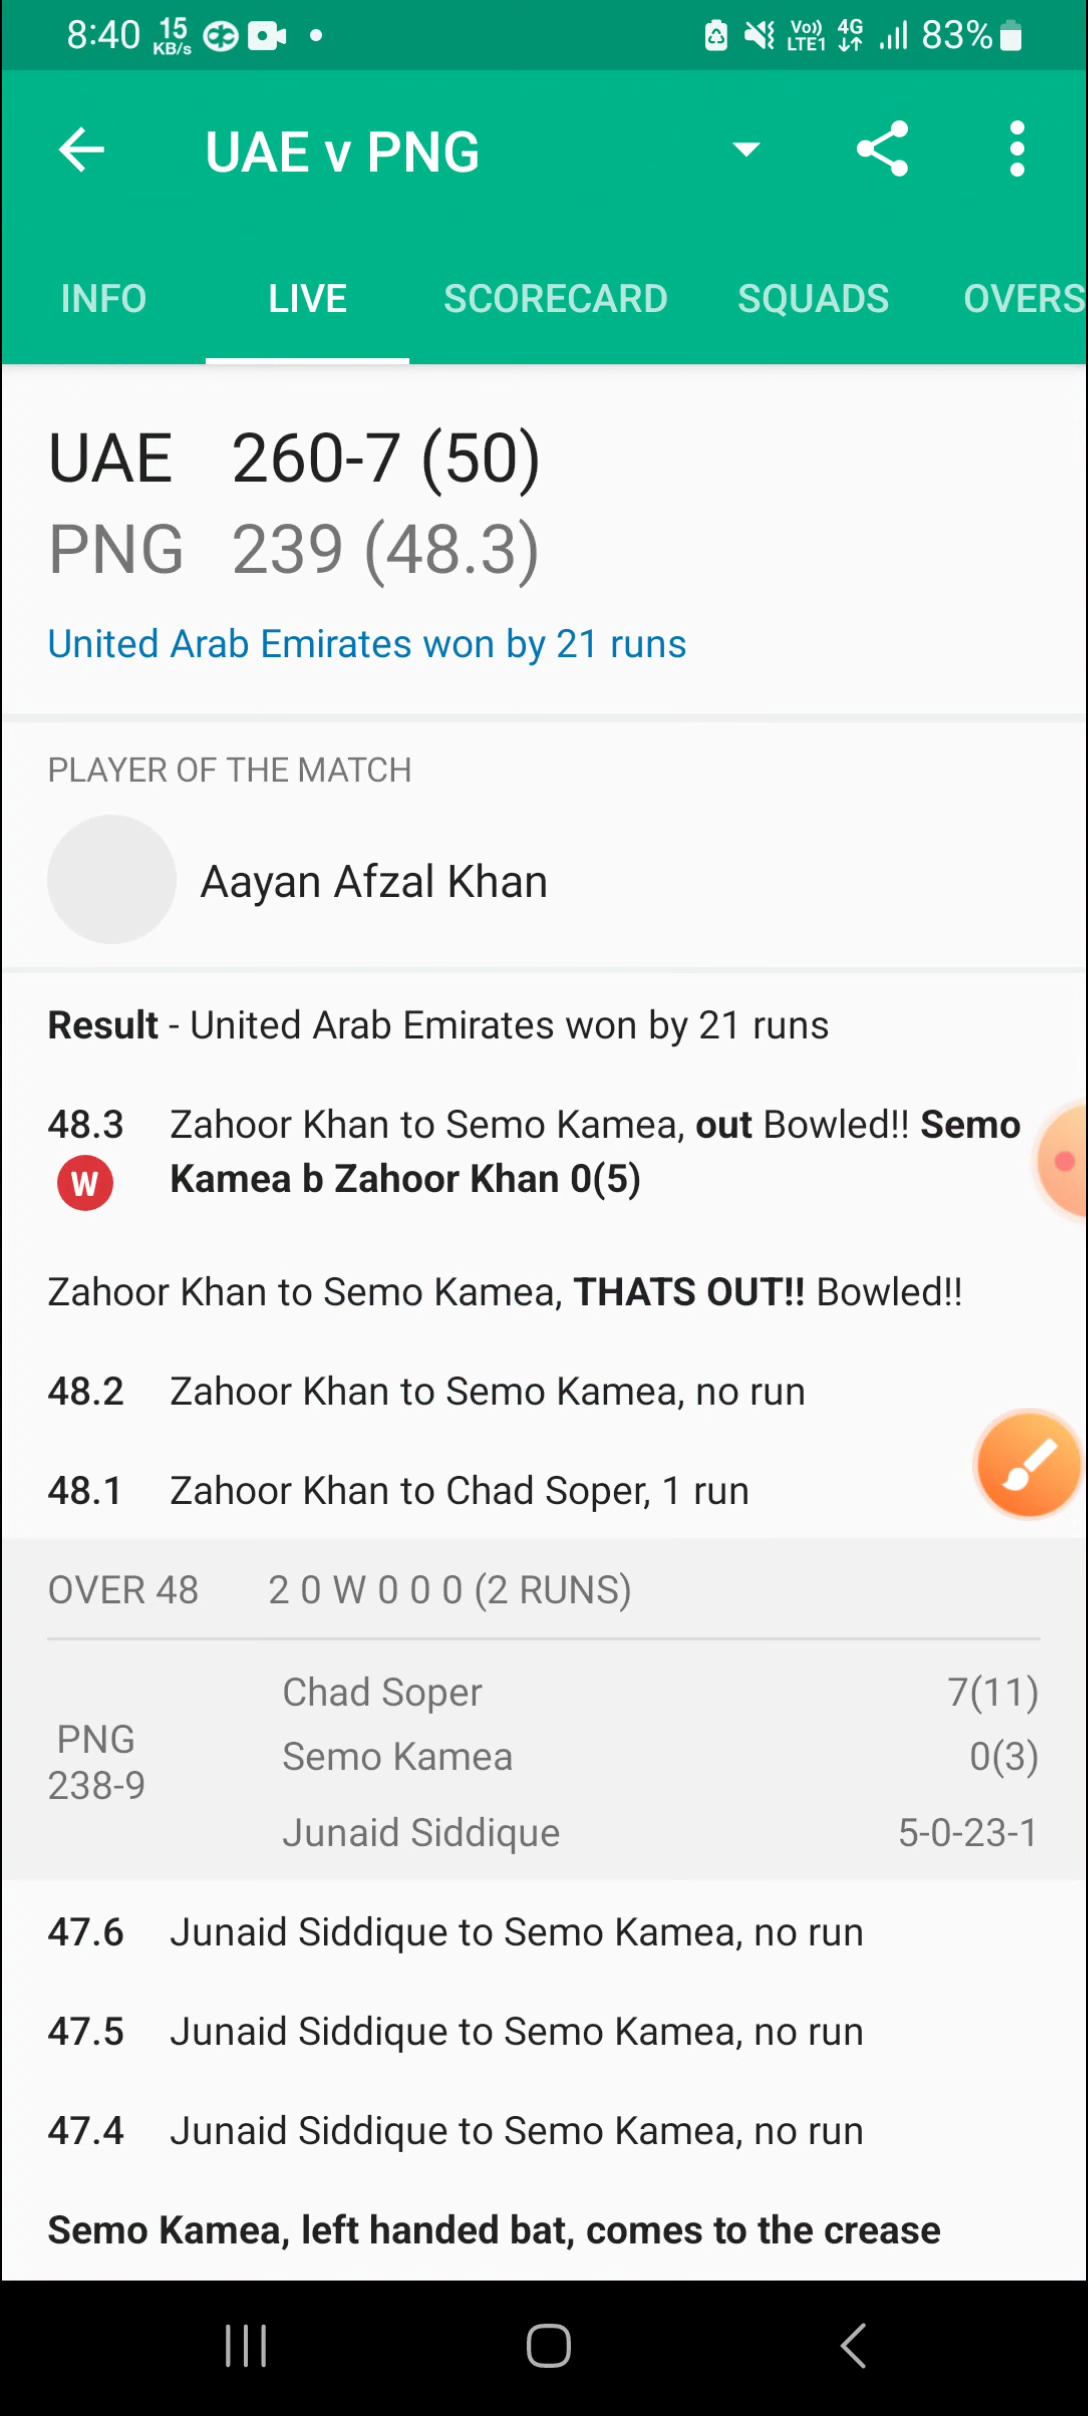 8:40 15 KB/s Vo)) LTE1 4G 83%
UAE v PNG
INFO LIVE SCORECARD SQUADS OVERS
UAE 260-7 (50)
PNG 239 (48.3)
United Arab Emirates won by 21 runs
PLAYER OF THE MATCH
Aayan Afzal Khan
Result - United Arab Emirates won by 21 runs
48.3 Zahoor Khan to Semo Kamea, out Bowled!! Semo
W Kamea b Zahoor Khan 0(5)
Zahoor Khan to Semo Kamea, THATS OUT!! Bowled!!
48.2 Zahoor Khan to Semo Kamea, no run
48.1 Zahoor Khan to Chad Soper, 1 run
OVER 48 2 0 W 0 0 0 (2 RUNS)
Chad Soper 7(11)
PNG
Semo Kamea 0(3)
238-9
Junaid Siddique 5-0-23-1
47.6 Junaid Siddique to Semo Kamea, no run
47.5 Junaid Siddique to Semo Kamea, no run
47.4 Junaid Siddique to Semo Kamea, no run
Semo Kamea, left handed bat, comes to the crease